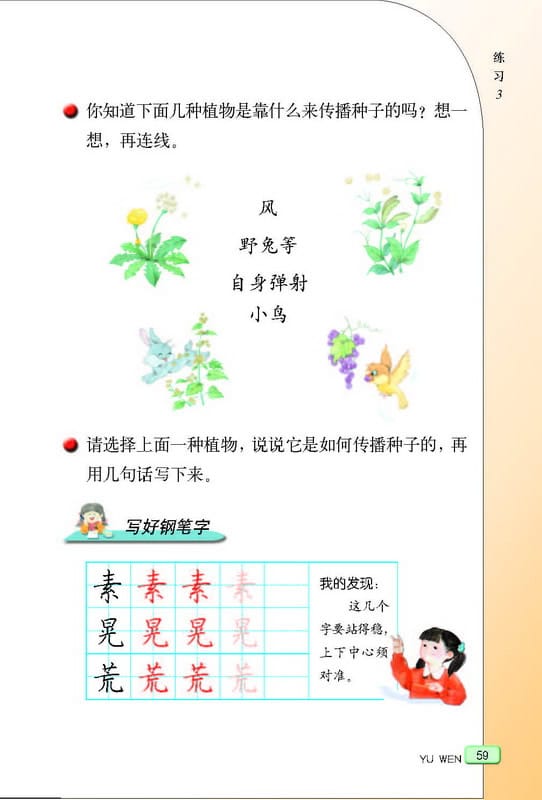 练习3
你知道下面几种植物是靠什么来传播种子的吗？想一
想，再连线。
风
野兔等
自身弹射
小鸟
请选择上面一种植物，说说它是如何传播种子的，再
用几句话写下来。
写好钢笔字
素 素 素 素
晃 晃 晃 晃
荒 荒 荒 荒
我的发现：
这几个
字要站得稳，
上下中心须
对准。
YU WEN 59